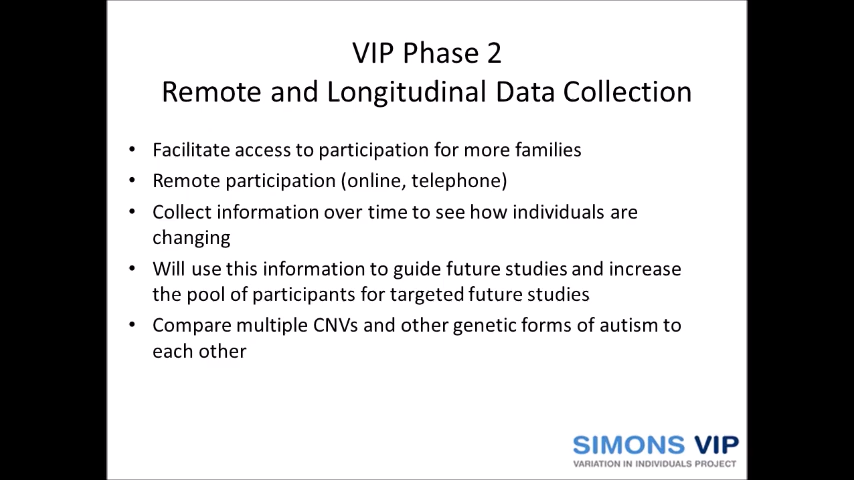 VIP Phase 2
Remote and Longitudinal Data Collection
• Facilitate access to participation for more families
• Remote participation (online, telephone)
• Collect information over time to see how individuals are
changing
• Will use this information to guide future studies and increase
the pool of participants for targeted future studies
• Compare multiple CNVs and other genetic forms of autism to
each other
SIMONS VIP
VARIATION IN INDIVIDUALS PROJECT